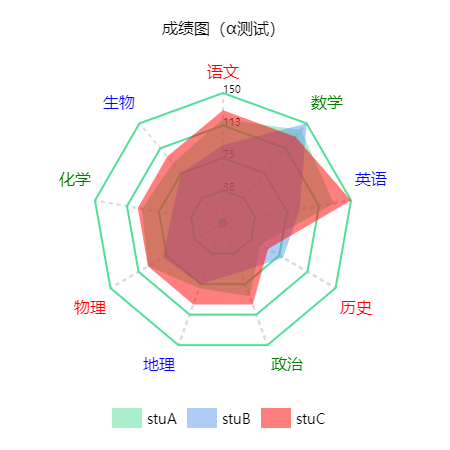 成绩图（α测试）
语文
150
生物
数学
113
75
化学
英语
38
物理
历史
地理
政治
stuA stuB stuC